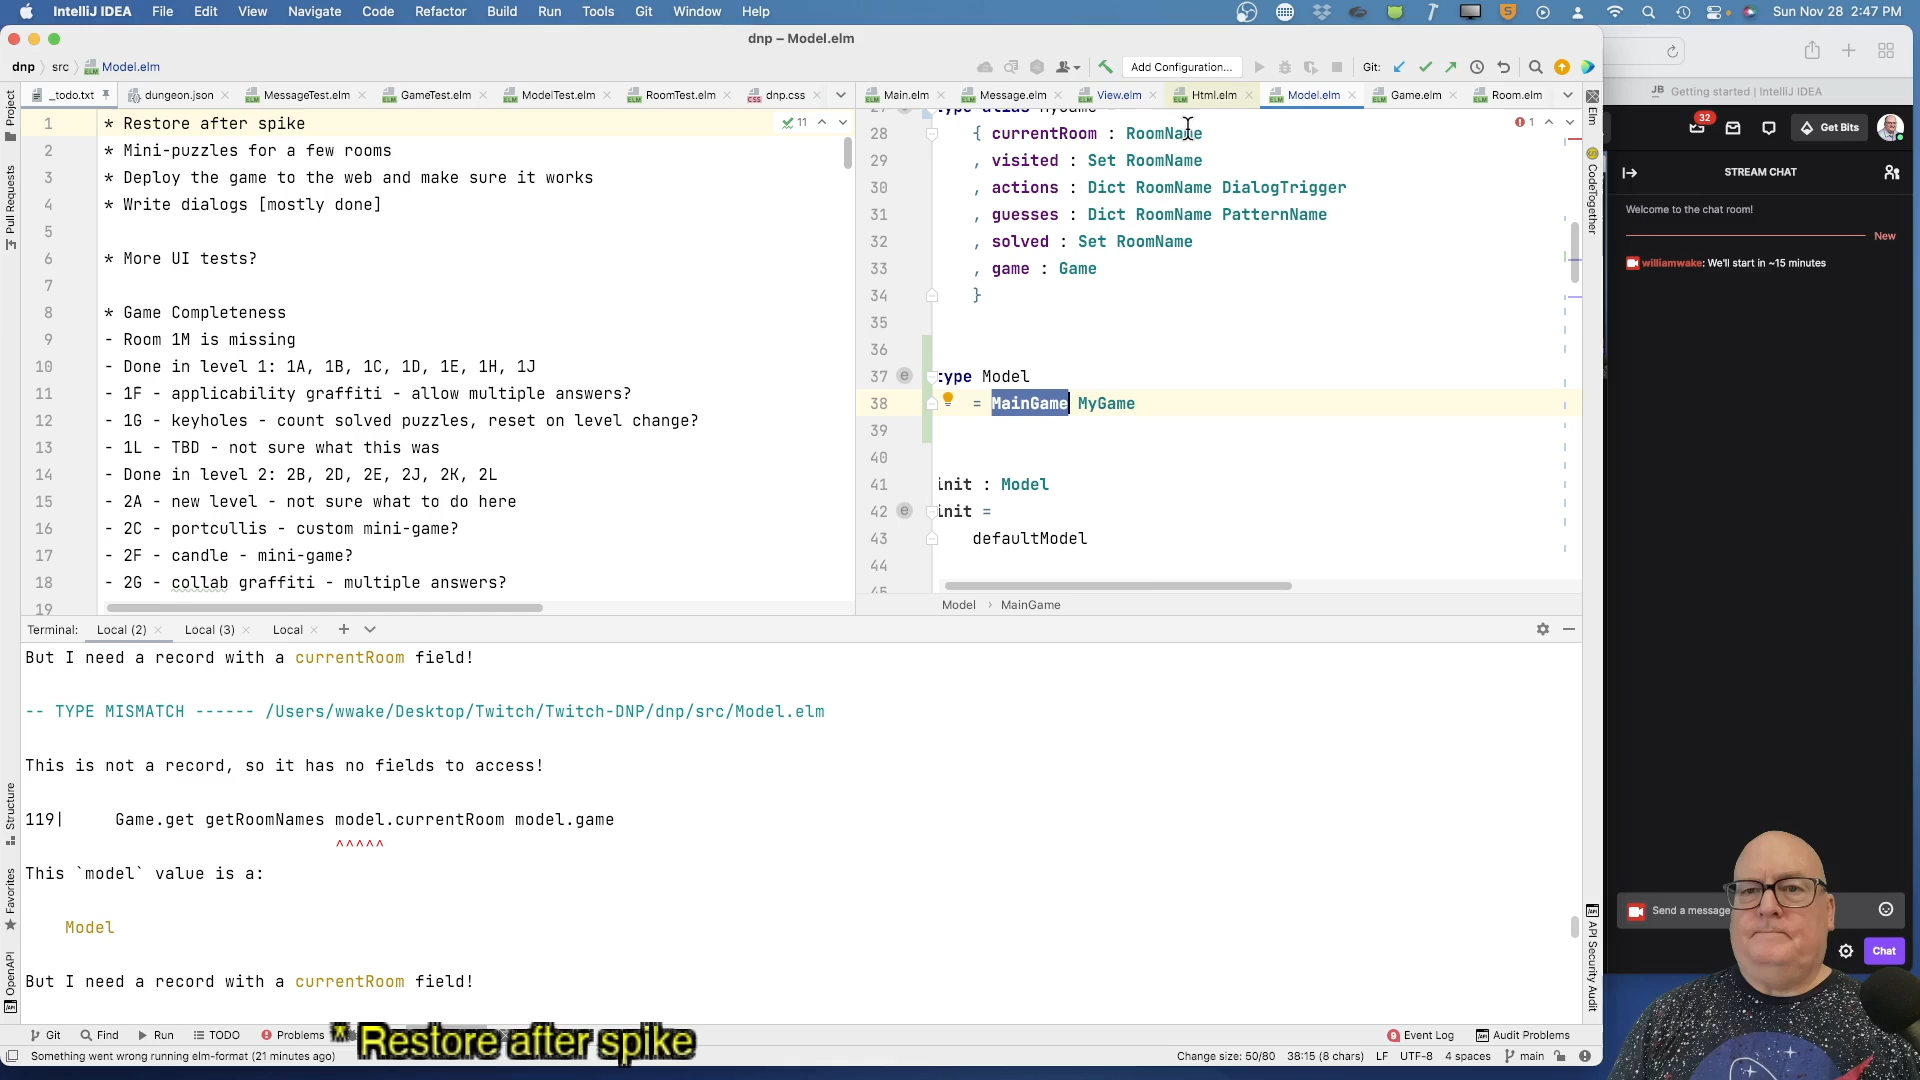 IntelliJ IDEA File Edit View Navigate Code Refactor Build Run Tools Git Window Help
Sun Nov 28 2:47 PM
dnp – Model.elm
dnp src Model.elm
Add Configuration... Git:
_todo.txt dungeon.json MessageTest.elm GameTest.elm ModelTest.elm RoomTest.elm dnp.css
Main.elm Message.elm View.elm Html.elm Model.elm Game.elm Room.elm
1 * Restore after spike
2 * Mini-puzzles for a few rooms
3 * Deploy the game to the web and make sure it works
4 * Write dialogs [mostly done]
5
6 * More UI tests?
7
8 * Game Completeness
9 - Room 1M is missing
10 - Done in level 1: 1A, 1B, 1C, 1D, 1E, 1H, 1J
11 - 1F - applicability graffiti - allow multiple answers?
12 - 1G - keyholes - count solved puzzles, reset on level change?
13 - 1L - TBD - not sure what this was
14 - Done in level 2: 2B, 2D, 2E, 2J, 2K, 2L
15 - 2A - new level - not sure what to do here
16 - 2C - portcullis - custom mini-game?
17 - 2F - candle - mini-game?
18 - 2G - collab graffiti - multiple answers?
19
11
1
28 { currentRoom : RoomName
29 , visited : Set RoomName
30 , actions : Dict RoomName DialogTrigger
31 , guesses : Dict RoomName PatternName
32 , solved : Set RoomName
33 , game : Game
34 }
35
36
37 type Model
38 = MainGame MyGame
39
40
41 init : Model
42 init =
43 defaultModel
44
Model › MainGame
Project
Pull Requests
Structure
Favorites
OpenAPI
Elm
CodeTogether
API Security Audit
Terminal: Local (2) Local (3) Local
But I need a record with a currentRoom field!
-- TYPE MISMATCH ------ /Users/wwake/Desktop/Twitch/Twitch-DNP/dnp/src/Model.elm
This is not a record, so it has no fields to access!
119| Game.get getRoomNames model.currentRoom model.game
^^^^^
This `model` value is a:
Model
But I need a record with a currentRoom field!
Git Find Run TODO Problems
Event Log Audit Problems
* Restore after spike
Something went wrong running elm-format (21 minutes ago)
Change size: 50/80 38:15 (8 chars) LF UTF-8 4 spaces main
Getting started | IntelliJ IDEA
32
Get Bits
STREAM CHAT
Welcome to the chat room!
New
williamwake: We'll start in ~15 minutes
Send a message
Chat